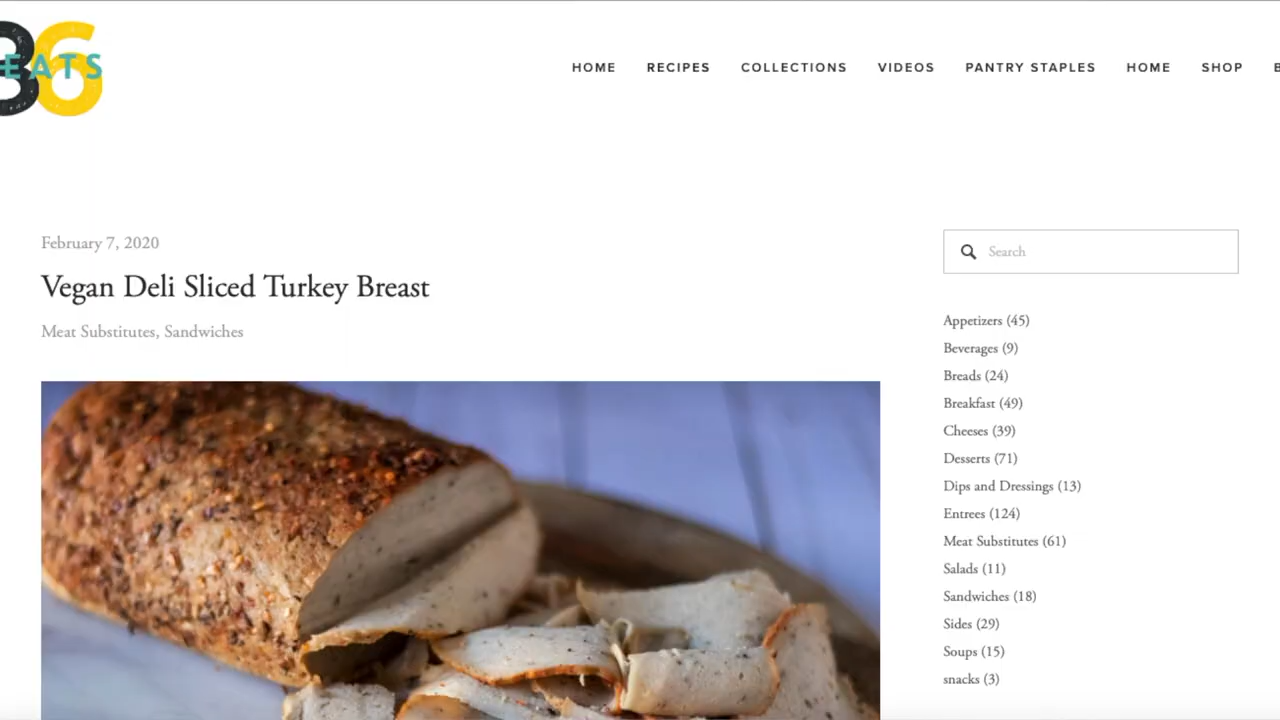 36
EATS
HOME RECIPES COLLECTIONS VIDEOS PANTRY STAPLES HOME SHOP
February 7, 2020
Vegan Deli Sliced Turkey Breast
Meat Substitutes, Sandwiches
Search
Appetizers (45)
Beverages (9)
Breads (24)
Breakfast (49)
Cheeses (39)
Desserts (71)
Dips and Dressings (13)
Entrees (124)
Meat Substitutes (61)
Salads (11)
Sandwiches (18)
Sides (29)
Soups (15)
snacks (3)